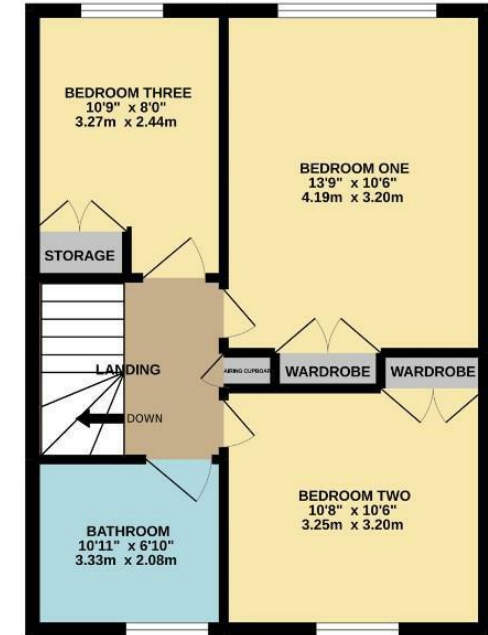 BEDROOM THREE
10'9" x 8'0"
3.27m x 2.44m
BEDROOM ONE
13'9" x 10'6"
4.19m x 3.20m
STORAGE
LANDING
AIRING CUPBOARD
WARDROBE
WARDROBE
DOWN
BEDROOM TWO
10'8" x 10'6"
3.25m x 3.20m
BATHROOM
10'11" x 6'10"
3.33m x 2.08m